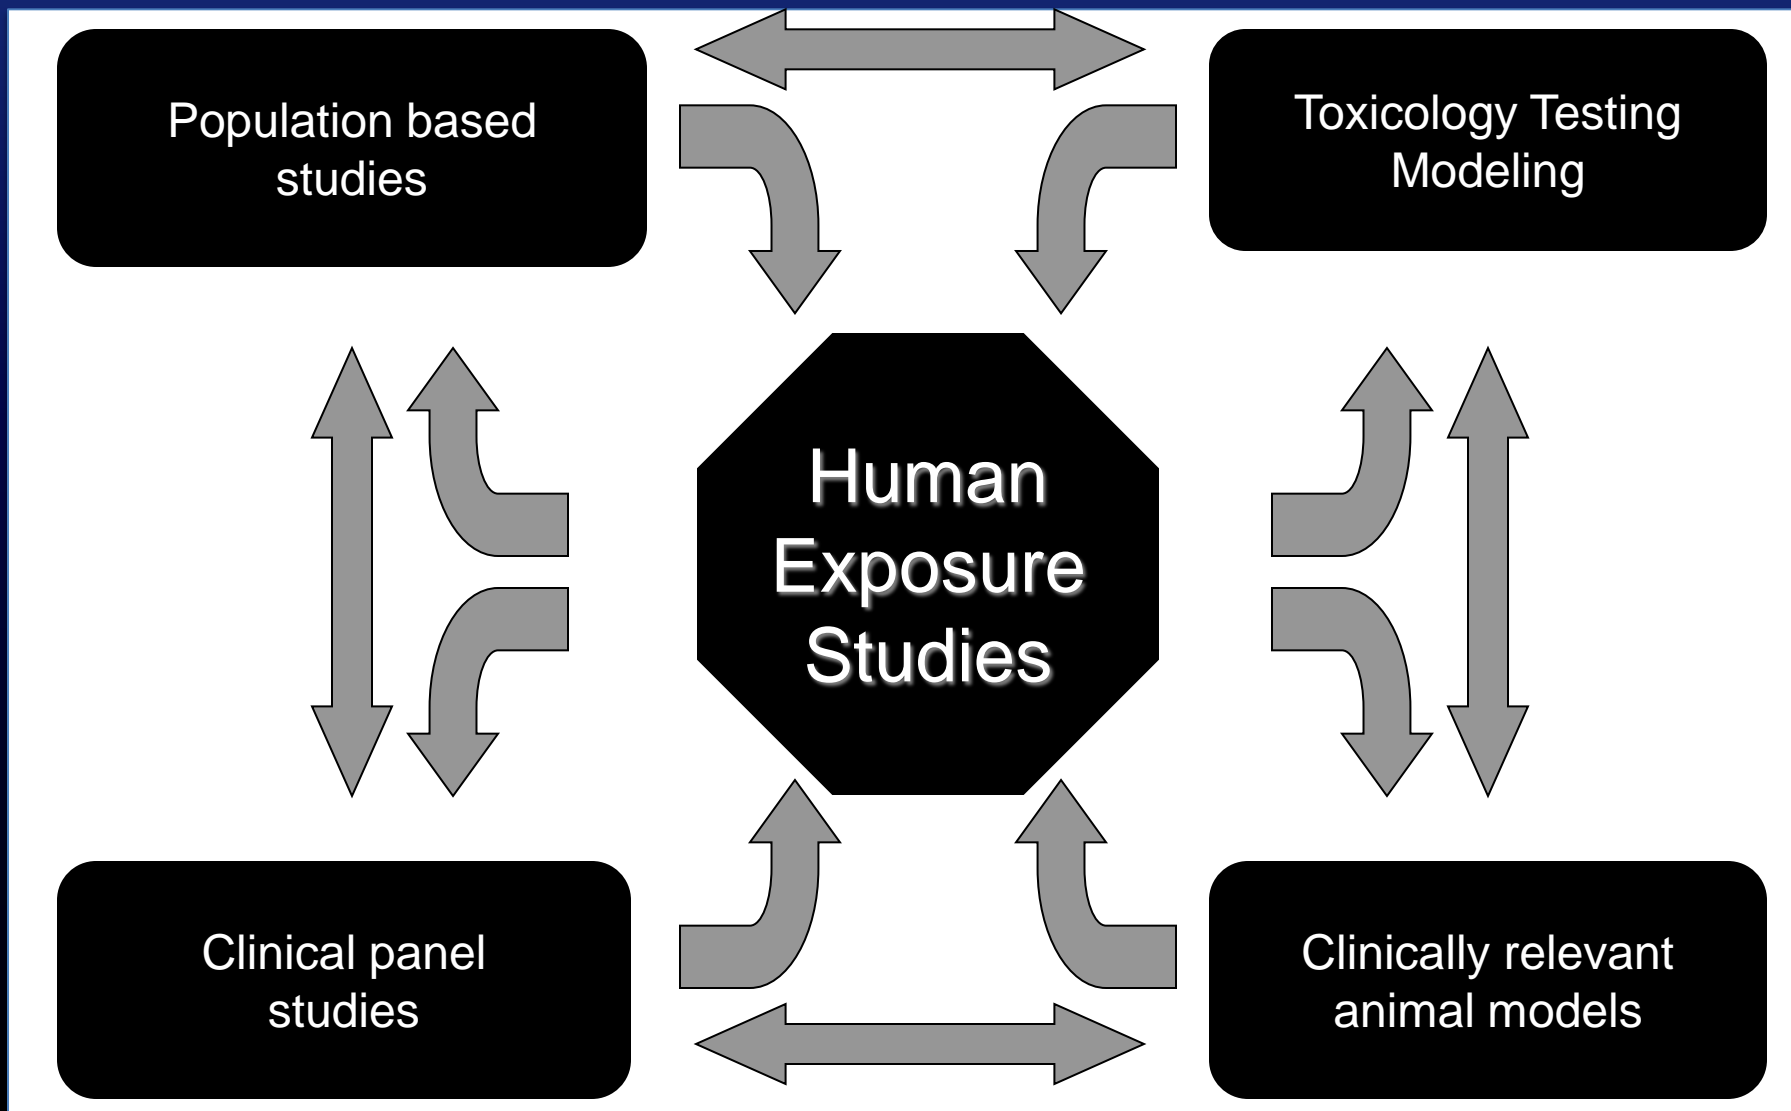 Population based
studies
Toxicology Testing
Modeling
Human
Exposure
Studies
Clinical panel
studies
Clinically relevant
animal models